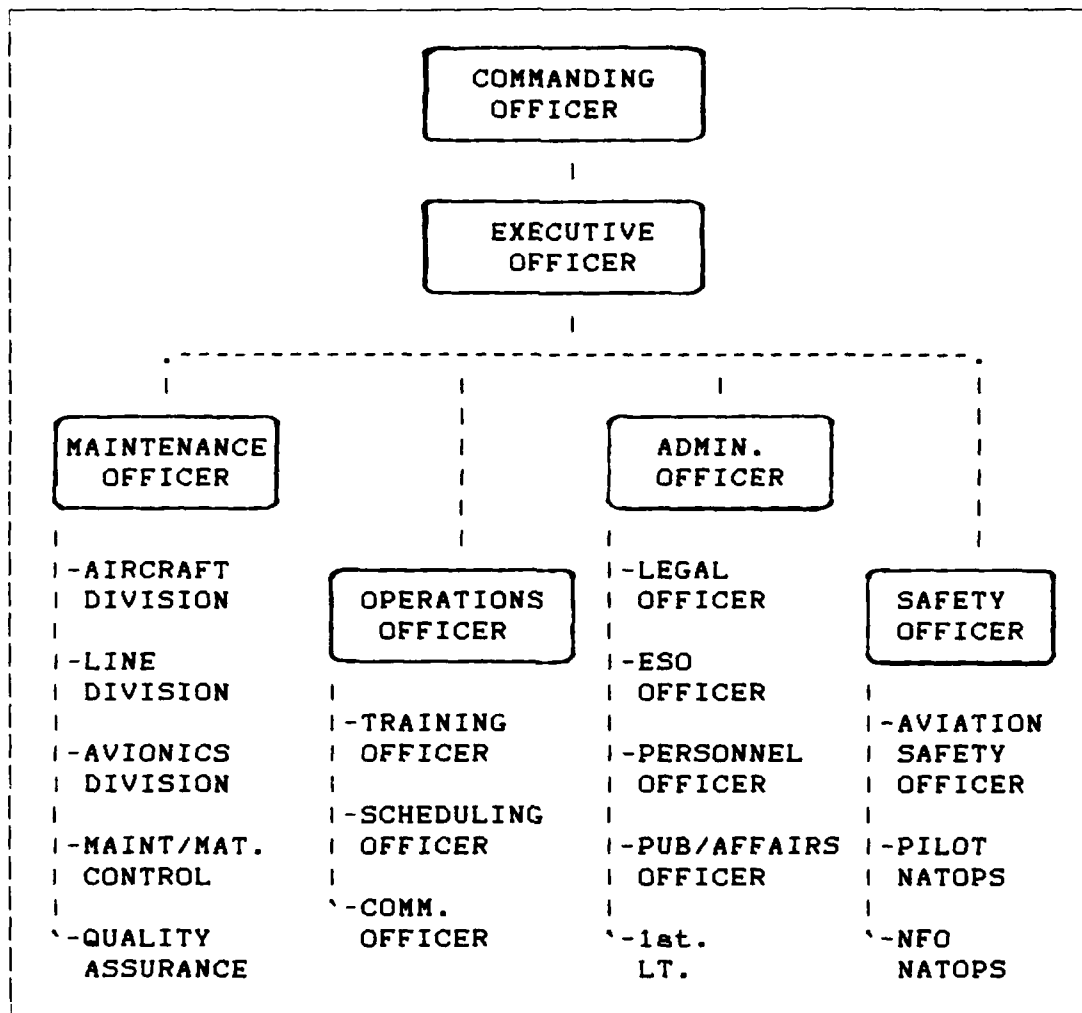 COMMANDING
OFFICER
EXECUTIVE
OFFICER
MAINTENANCE
OFFICER
-AIRCRAFT
DIVISION
-LINE
DIVISION
-AVIONICS
DIVISION
-MAINT/MAT.
CONTROL
-QUALITY
ASSURANCE
OPERATIONS
OFFICER
-TRAINING
OFFICER
-SCHEDULING
OFFICER
-COMM.
OFFICER
ADMIN.
OFFICER
-LEGAL
OFFICER
-ESO
OFFICER
-PERSONNEL
OFFICER
-PUB/AFFAIRS
OFFICER
-1st.
LT.
SAFETY
OFFICER
-AVIATION
SAFETY
OFFICER
-PILOT
NATOPS
-NFO
NATOPS